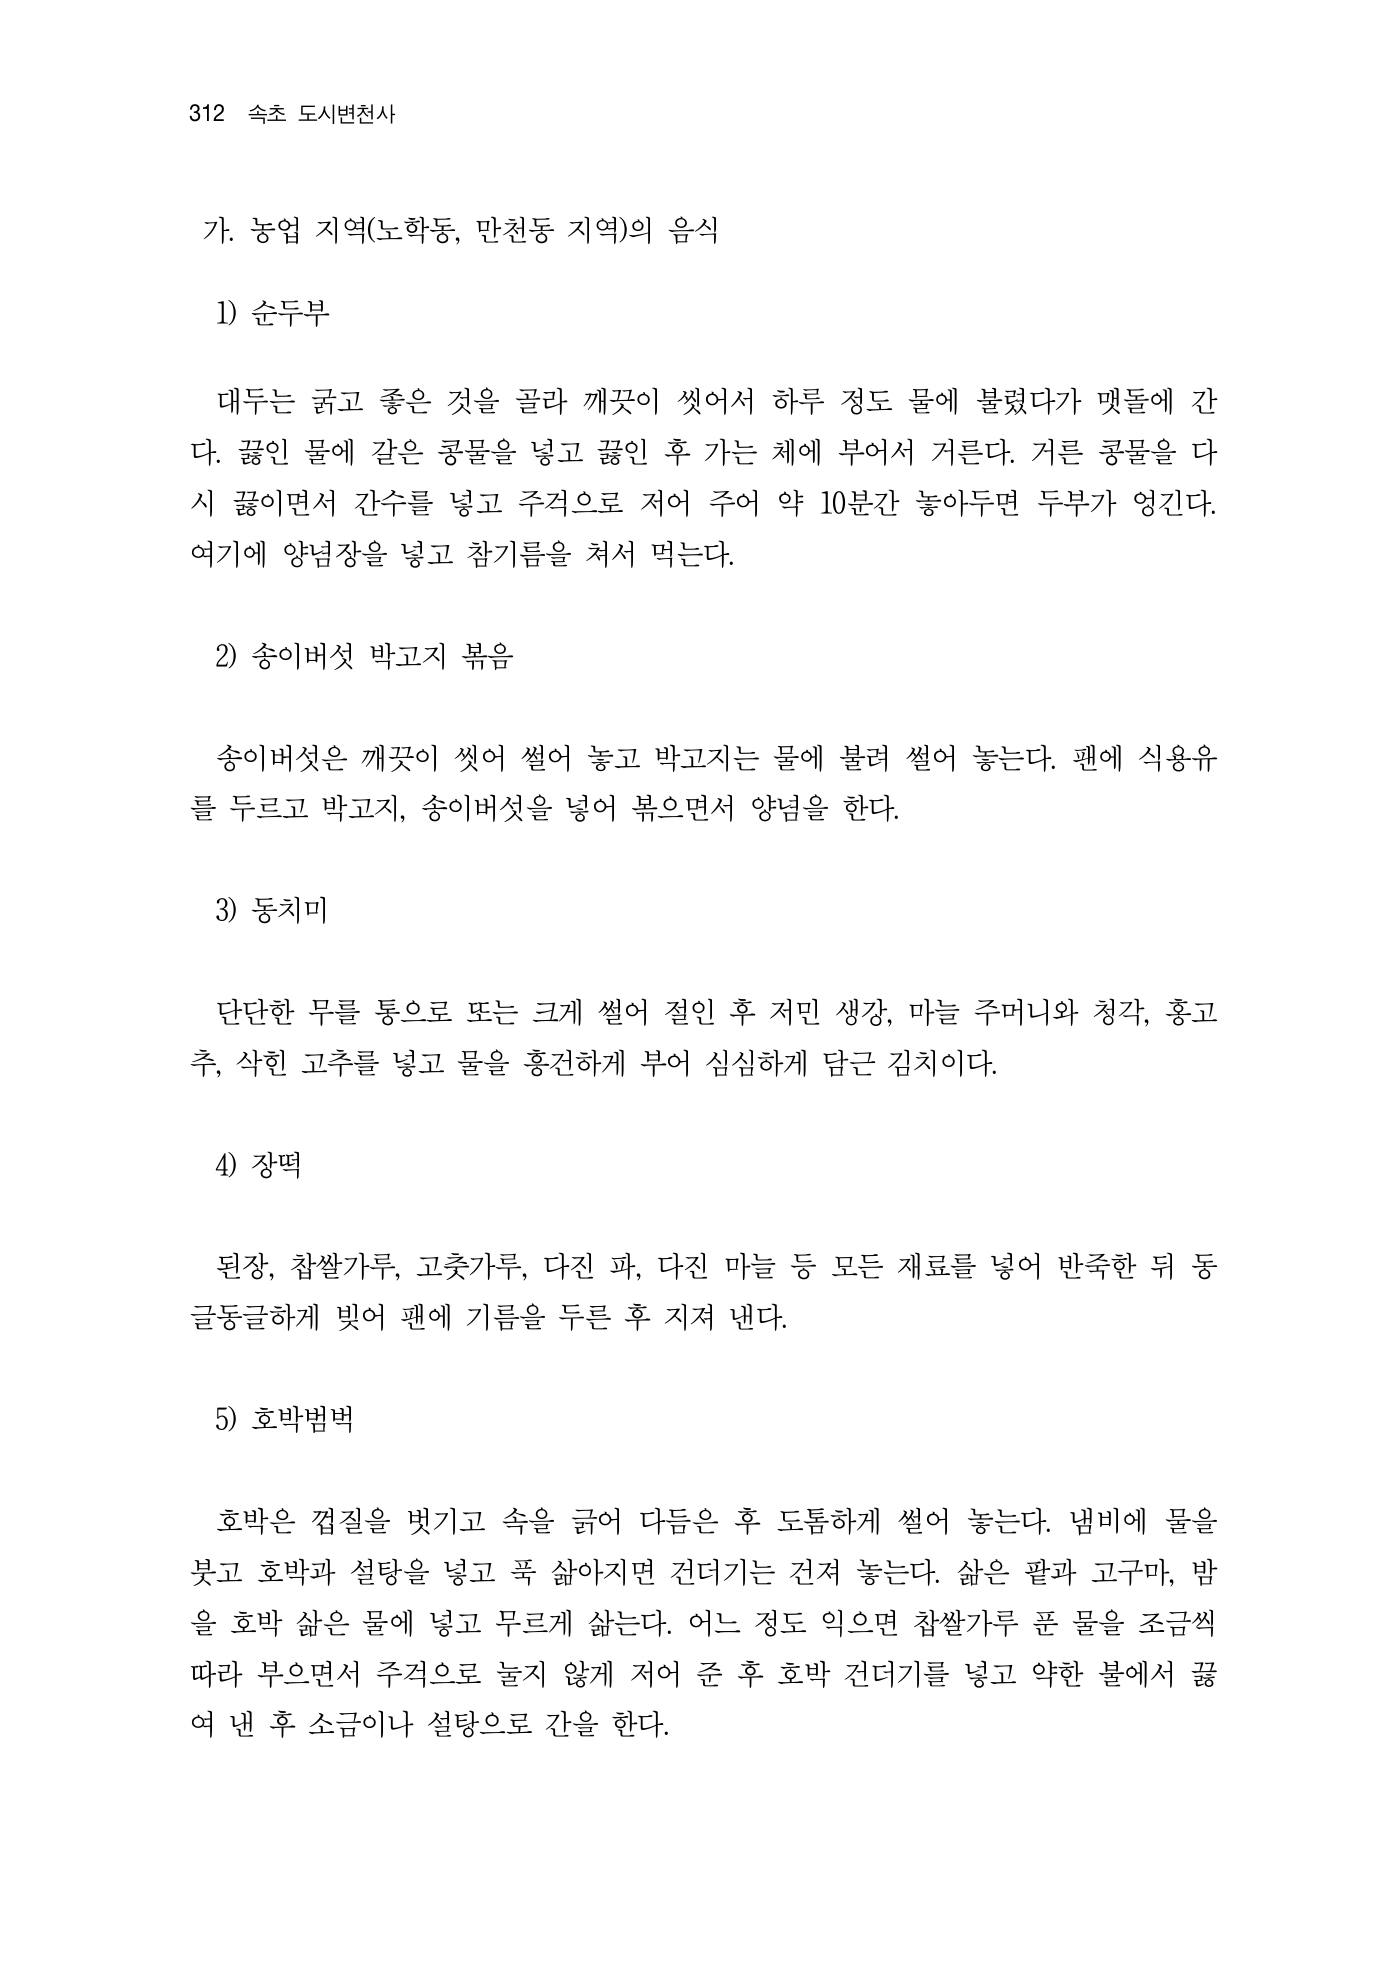 312 속초 도시변천사
가. 농업 지역(노학동, 만천동 지역)의 음식
1) 순두부
대두는 굵고 좋은 것을 골라 깨끗이 씻어서 하루 정도 물에 불렸다가 맷돌에 간
다. 끓인 물에 갈은 콩물을 넣고 끓인 후 가는 체에 부어서 거른다. 거른 콩물을 다
시 끓이면서 간수를 넣고 주걱으로 저어 주어 약 10분간 놓아두면 두부가 엉긴다.
여기에 양념장을 넣고 참기름을 쳐서 먹는다.
2) 송이버섯 박고지 볶음
송이버섯은 깨끗이 씻어 썰어 놓고 박고지는 물에 불려 썰어 놓는다. 팬에 식용유
를 두르고 박고지, 송이버섯을 넣어 볶으면서 양념을 한다.
3) 동치미
단단한 무를 통으로 또는 크게 썰어 절인 후 저민 생강, 마늘 주머니와 청각, 홍고
추, 삭힌 고추를 넣고 물을 흥건하게 부어 심심하게 담근 김치이다.
4) 장떡
된장, 찹쌀가루, 고춧가루, 다진 파, 다진 마늘 등 모든 재료를 넣어 반죽한 뒤 동
글동글하게 빚어 팬에 기름을 두른 후 지져 낸다.
5) 호박범벅
호박은 껍질을 벗기고 속을 긁어 다듬은 후 도톰하게 썰어 놓는다. 냄비에 물을
붓고 호박과 설탕을 넣고 푹 삶아지면 건더기는 건져 놓는다. 삶은 팥과 고구마, 밤
을 호박 삶은 물에 넣고 무르게 삶는다. 어느 정도 익으면 찹쌀가루 푼 물을 조금씩
따라 부으면서 주걱으로 눌지 않게 저어 준 후 호박 건더기를 넣고 약한 불에서 끓
여 낸 후 소금이나 설탕으로 간을 한다.